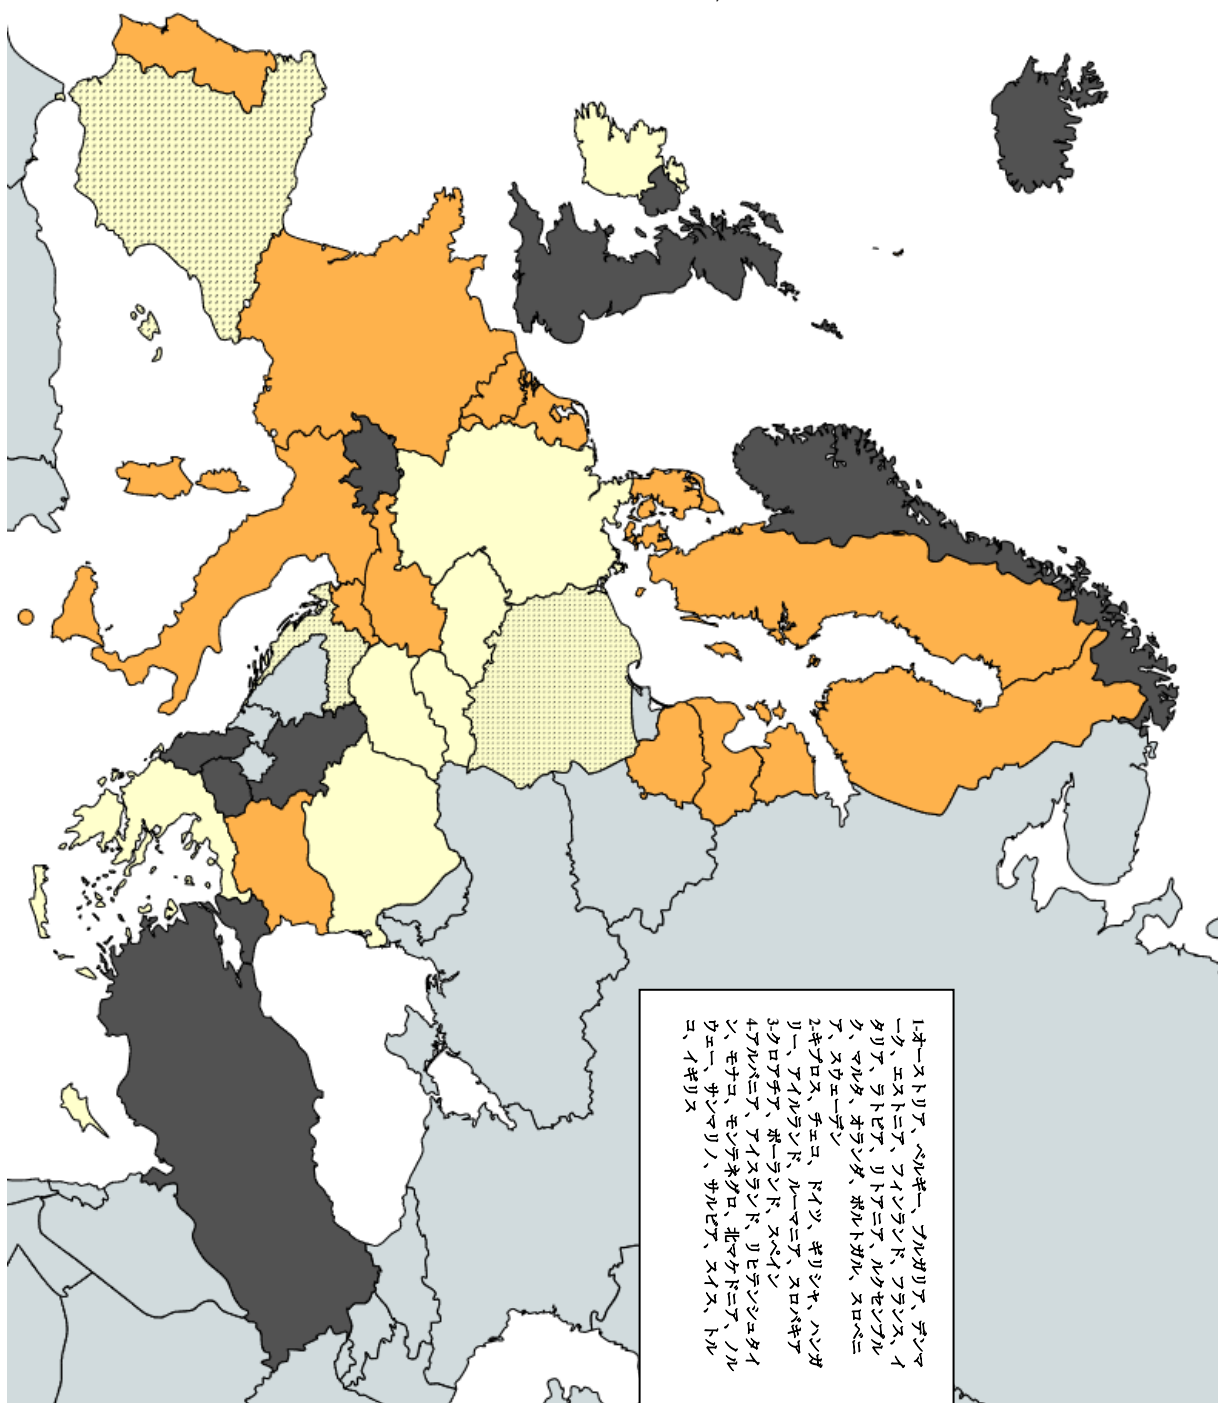 1-オーストリア、ベルギー、ブルガリア、デンマ
ーク、エストニア、フィンランド、フランス、イ
タリア、ラトビア、リトアニア、ルクセンブル
ク、マルタ、オランダ、ポルトガル、スロベニ
ア、スウェーデン
2-キプロス、チェコ、ドイツ、ギリシャ、ハンガ
リー、アイルランド、ルーマニア、スロバキア
3-クロアチア、ポーランド、スペイン
4-アルバニア、アイスランド、リヒテンシュタイ
ン、モナコ、モンテネグロ、北マケドニア、ノル
ウェー、サンマリノ、サルビア、スイス、トル
コ、イギリス